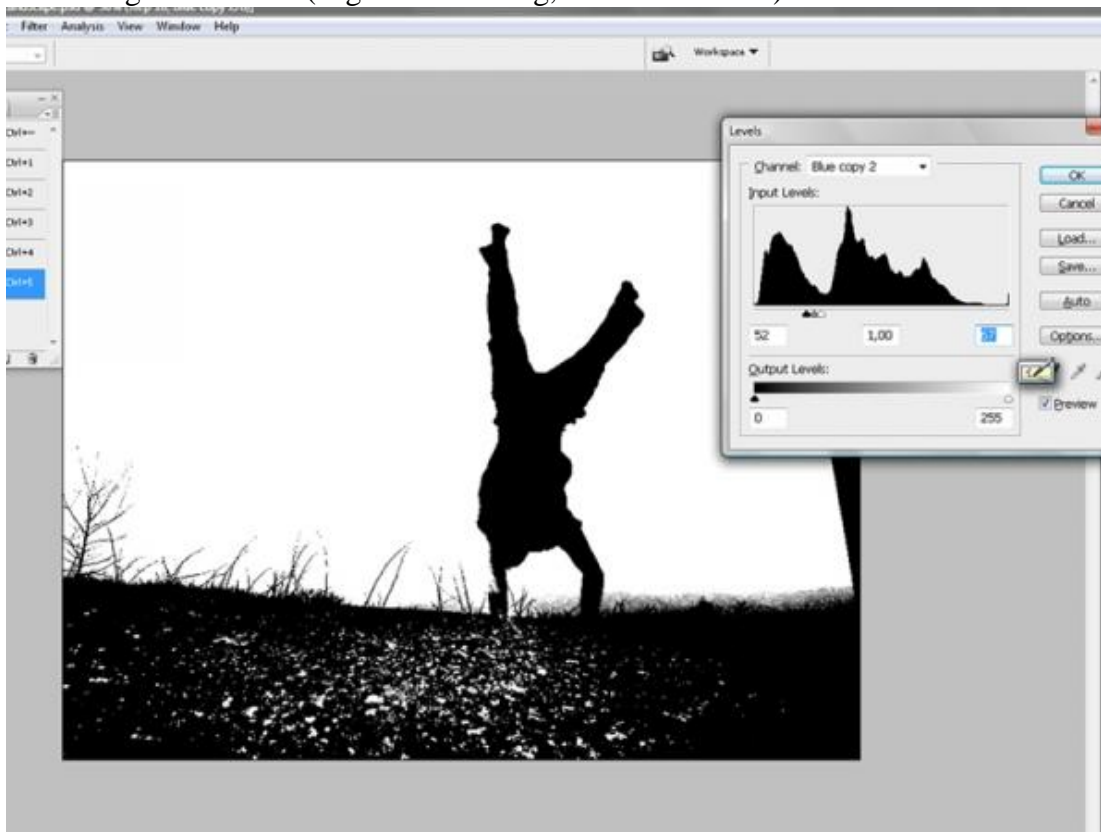 Filter Analysis View Window Help
Workspace
Ctrl+~
Ctrl+1
Ctrl+2
Ctrl+3
Ctrl+4
Ctrl+5
Levels
Channel: Blue copy 2
Input Levels:
52 1,00 67
Output Levels:
0 255
OK
Cancel
Load...
Save...
Auto
Options...
Preview